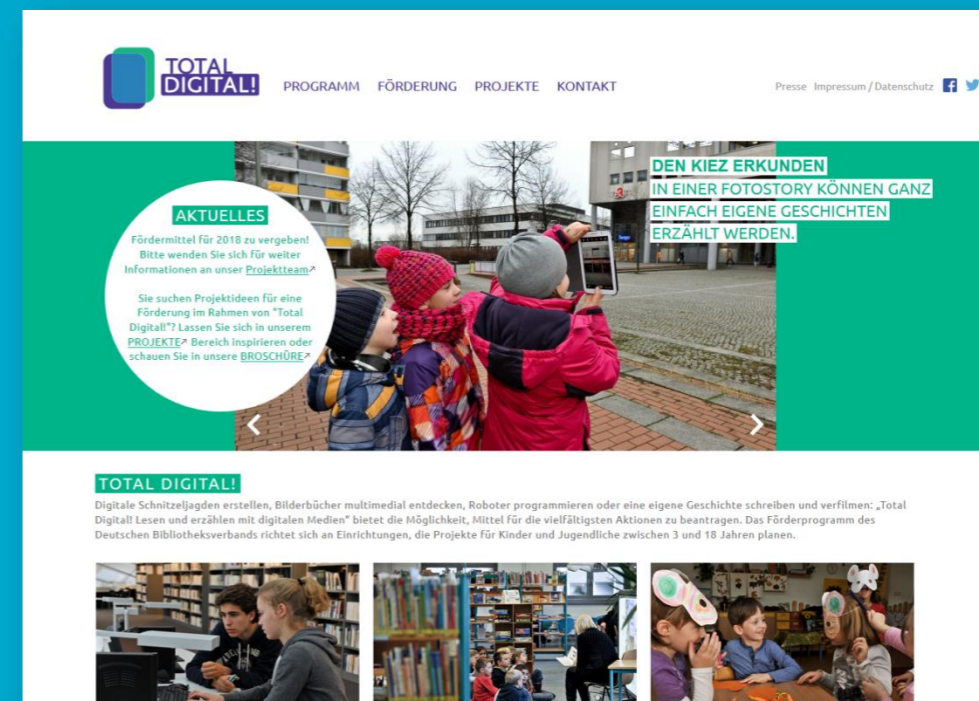 TOTAL
DIGITAL!
PROGRAMM FÖRDERUNG PROJEKTE KONTAKT
Presse Impressum / Datenschutz
AKTUELLES
Fördermittel für 2018 zu vergeben!
Bitte wenden Sie sich für weiter
Informationen an unser Projektteam
Sie suchen Projektideen für eine
Förderung im Rahmen von "Total
Digital!"? Lassen Sie sich in unserem
PROJEKTE Bereich inspirieren oder
schauen Sie in unsere BROSCHÜRE
DEN KIEZ ERKUNDEN
IN EINER FOTOSTORY KÖNNEN GANZ
EINFACH EIGENE GESCHICHTEN
ERZÄHLT WERDEN.
TOTAL DIGITAL!
Digitale Schnitzeljagden erstellen, Bilderbücher multimedial entdecken, Roboter programmieren oder eine eigene Geschichte schreiben und verfilmen: „Total
Digital! Lesen und erzählen mit digitalen Medien" bietet die Möglichkeit, Mittel für die vielfältigsten Aktionen zu beantragen. Das Förderprogramm des
Deutschen Bibliotheksverbands richtet sich an Einrichtungen, die Projekte für Kinder und Jugendliche zwischen 3 und 18 Jahren planen.